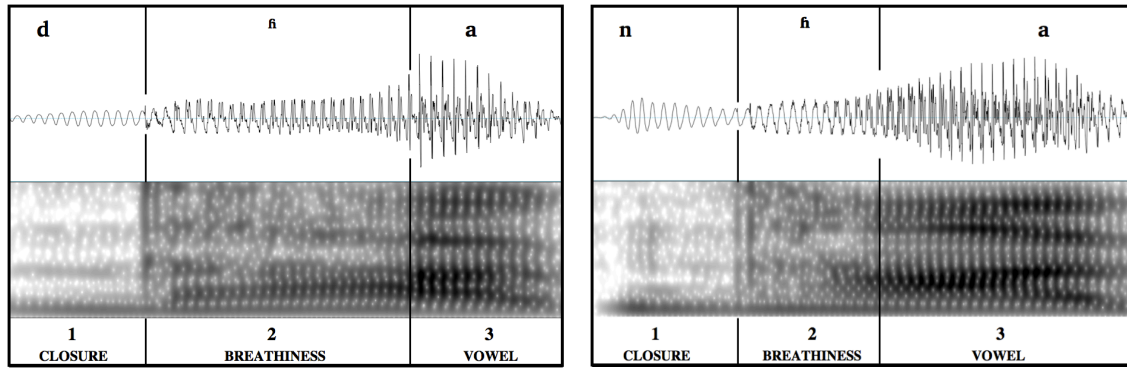 d ɦ a
1 2 3
CLOSURE BREATHINESS VOWEL
n ɦ a
1 2 3
CLOSURE BREATHINESS VOWEL